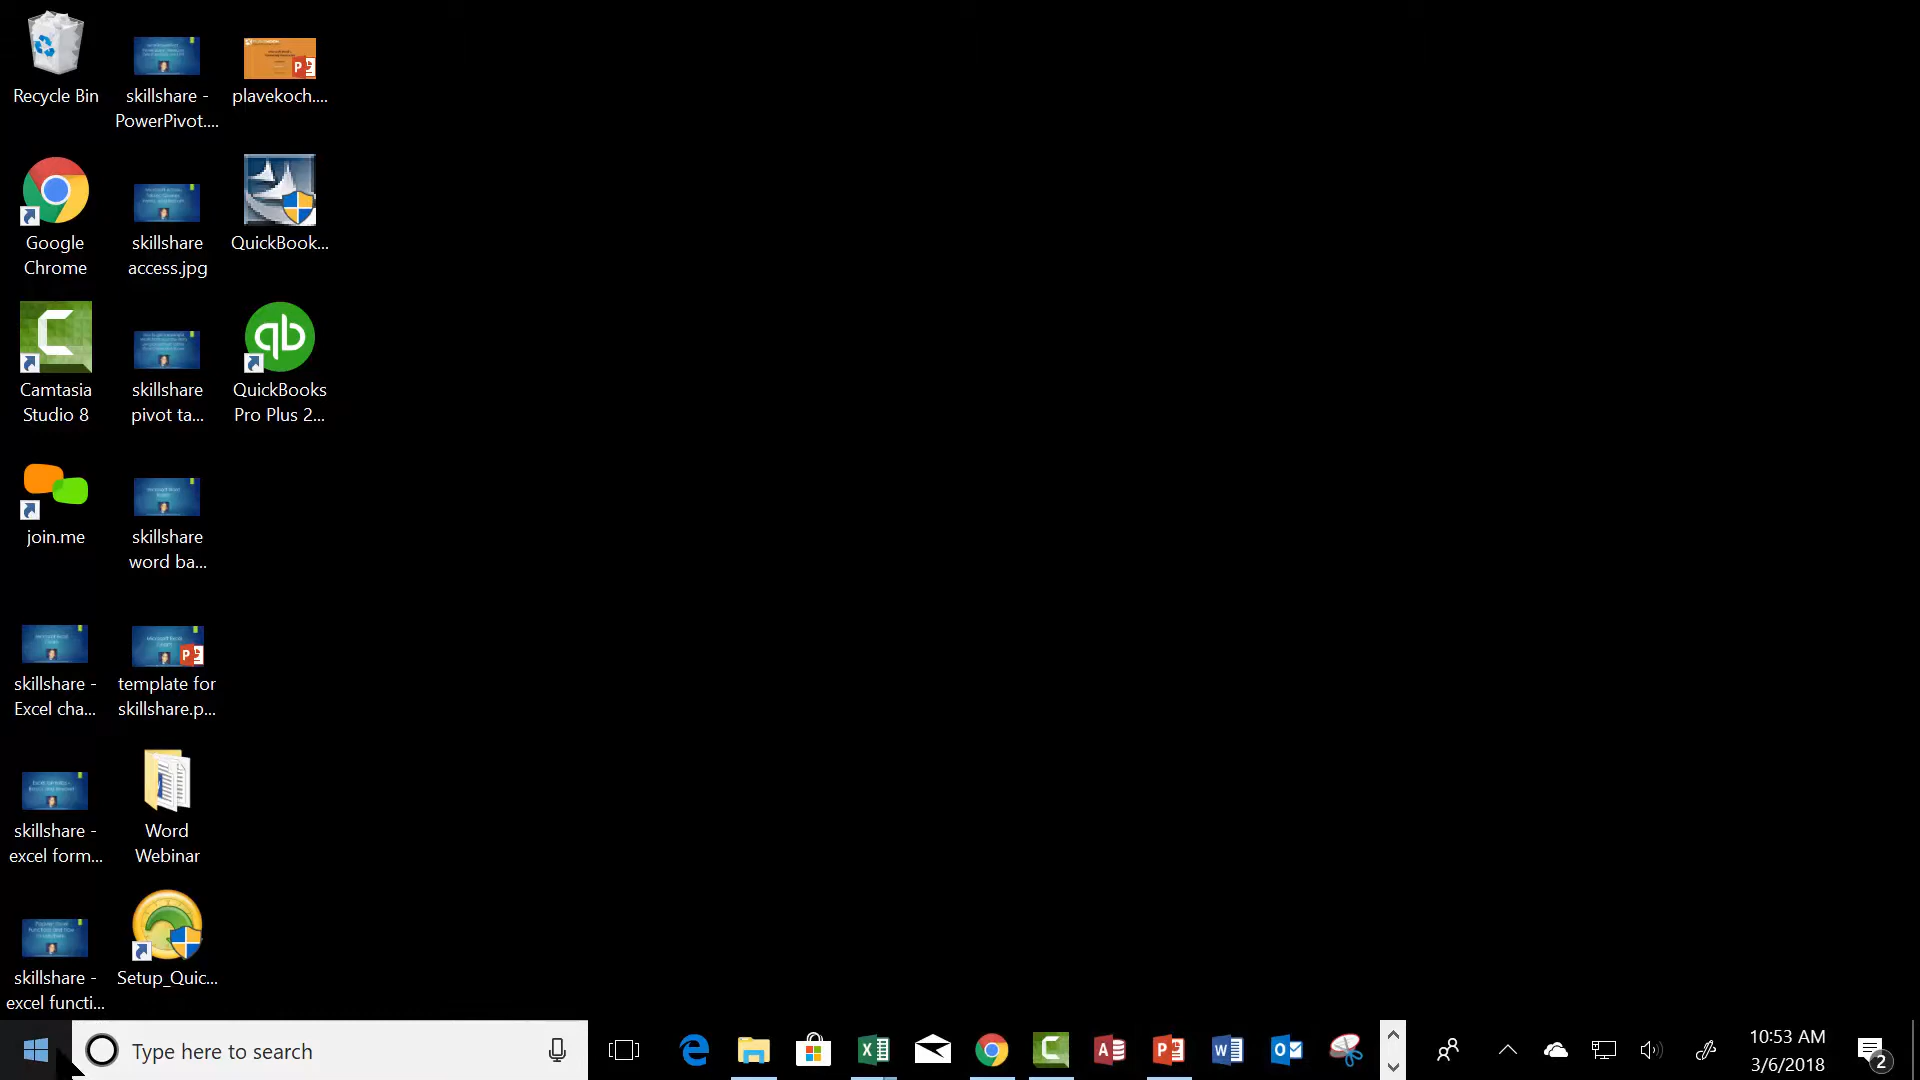 Recycle Bin
skillshare -
PowerPivot....
plavekoch....
Google
Chrome
skillshare
access.jpg
QuickBook...
Camtasia
Studio 8
skillshare
pivot ta...
qb
QuickBooks
Pro Plus 2...
join.me
skillshare
word ba...
skillshare -
Excel cha...
template for
skillshare.p...
skillshare -
excel form...
Word
Webinar
skillshare -
excel functi...
Setup_Quic...
Type here to search
10:53 AM
3/6/2018
2